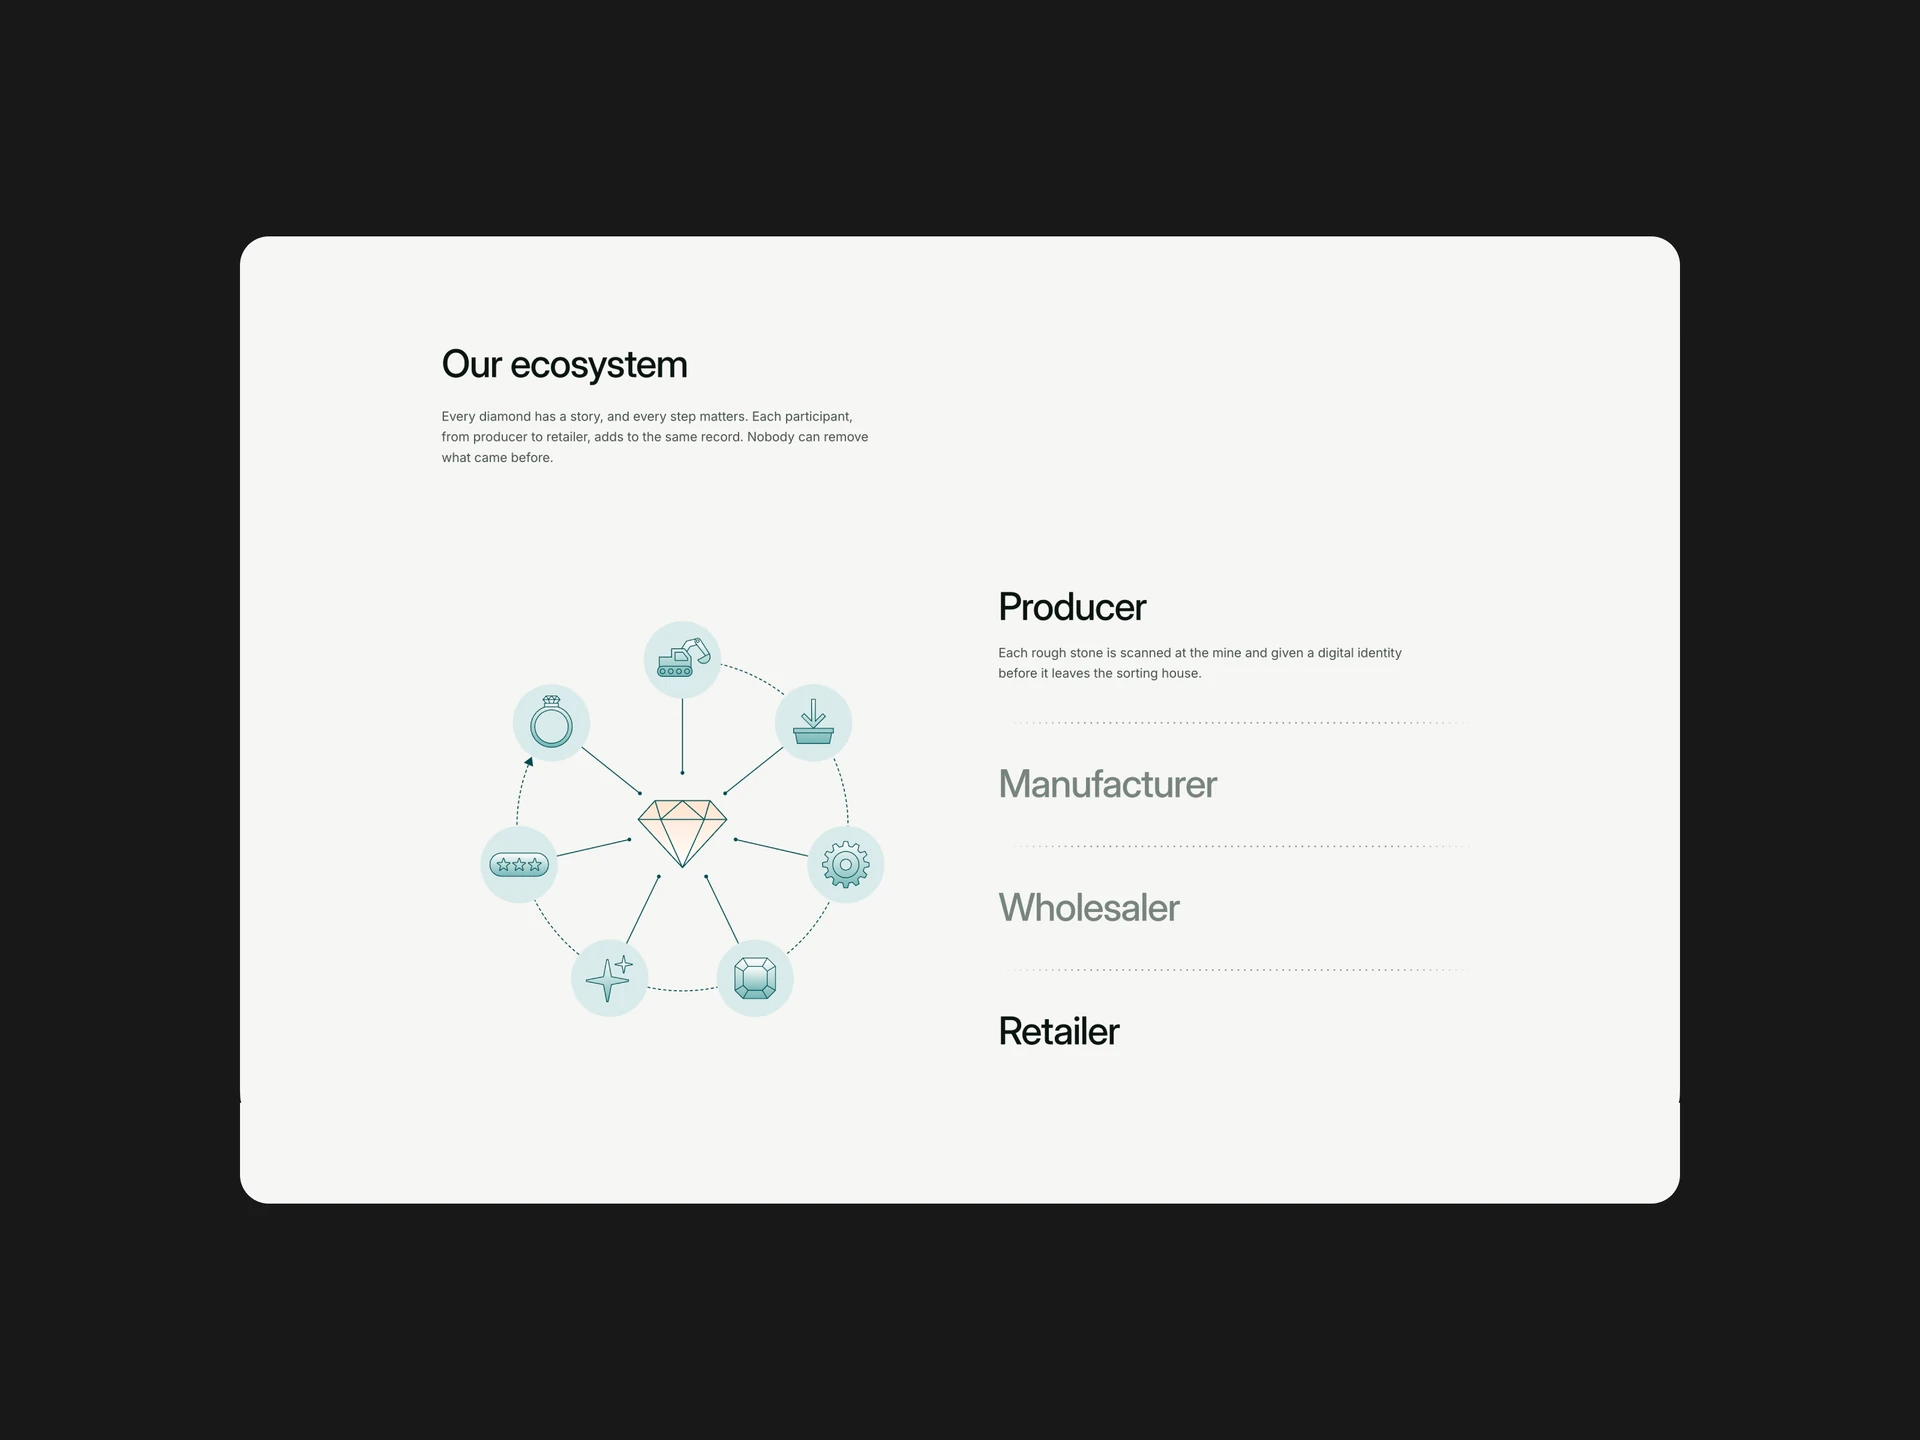 Our ecosystem
Every diamond has a story, and every step matters. Each participant,
from producer to retailer, adds to the same record. Nobody can remove
what came before.
Producer
Each rough stone is scanned at the mine and given a digital identity
before it leaves the sorting house.
Manufacturer
Wholesaler
Retailer